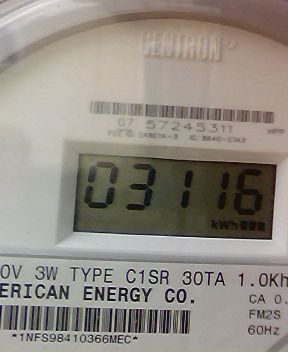 CENTRON
07 57245311
03116
kWh
0V 3W TYPE C1SR 30TA 1.0Kh
ERICAN ENERGY CO.
CA 0.
FM2S
60Hz
*1NFS98410366MEC*